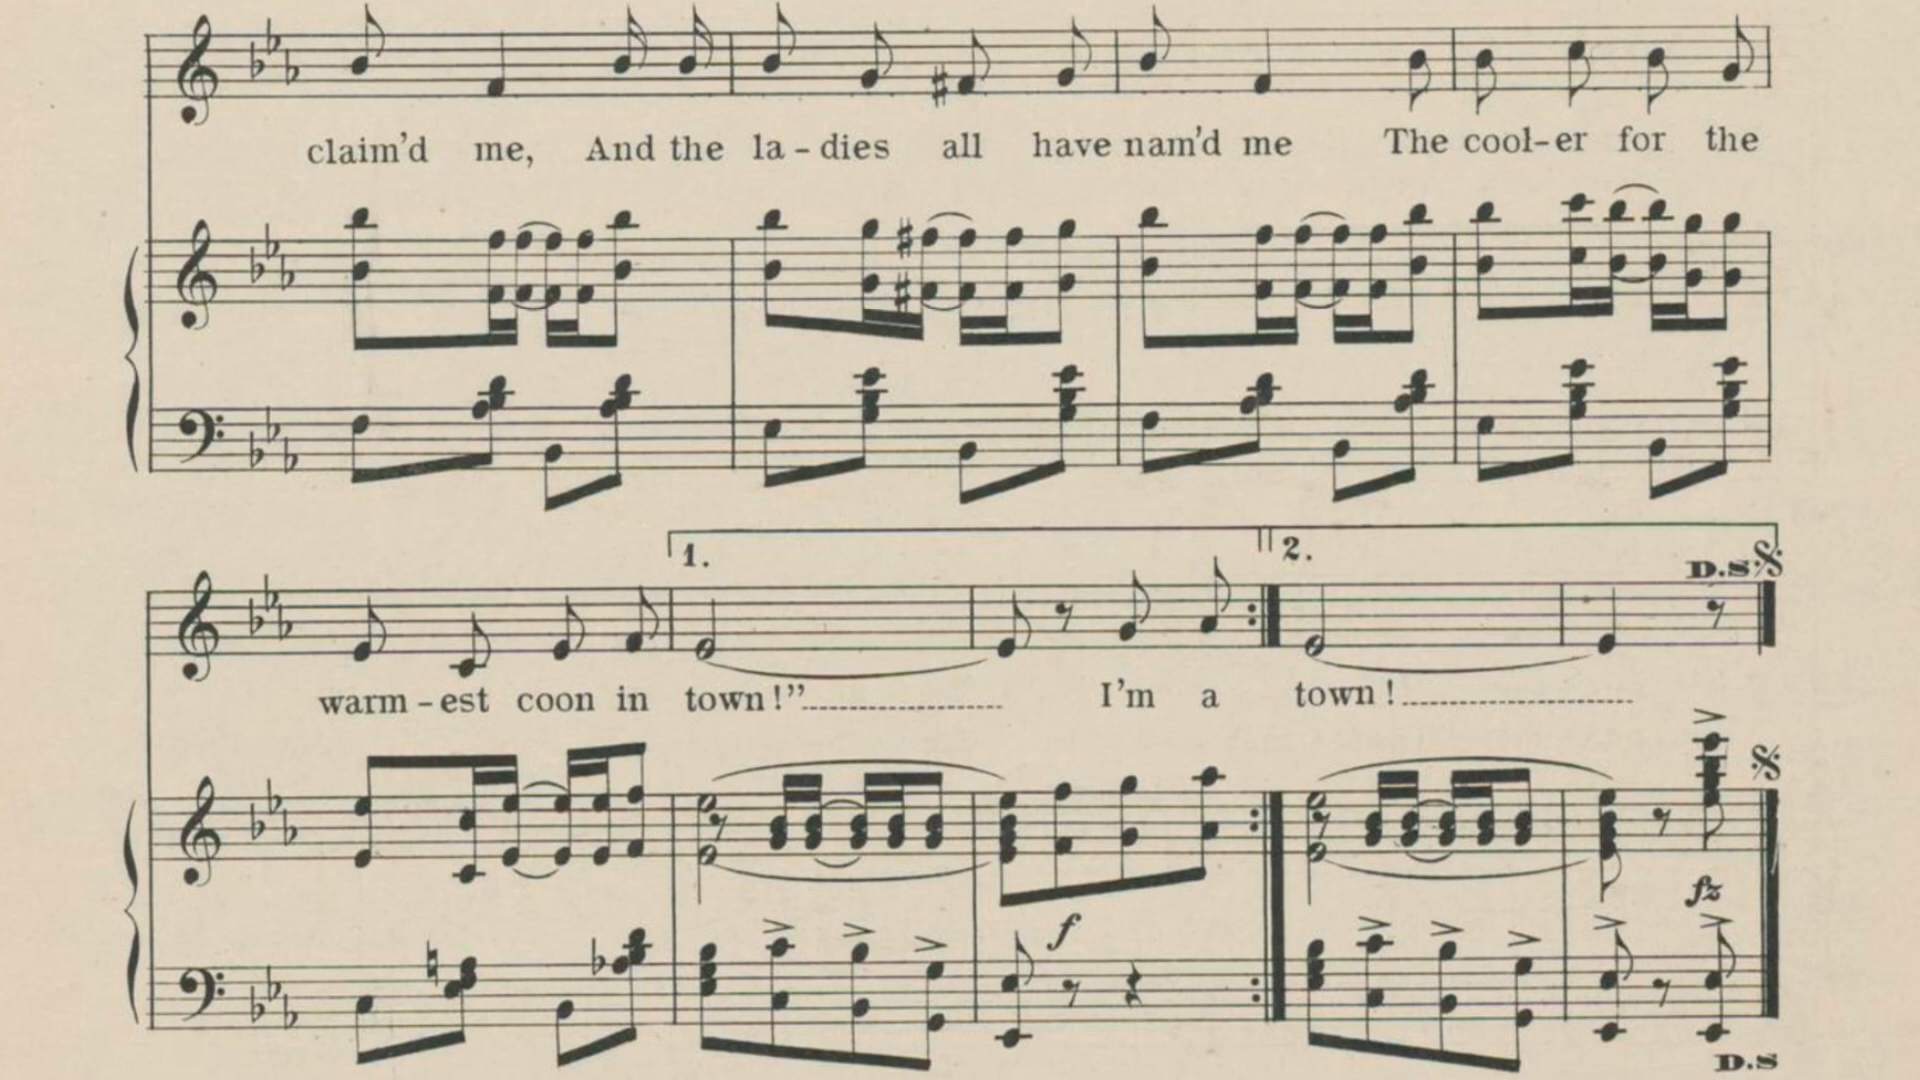 claim'd me, And the la-dies all have nam'd me The cool-er for the
1. 2.
D.S.
warm-est coon in town!" I'm a town!
f fz
D.S